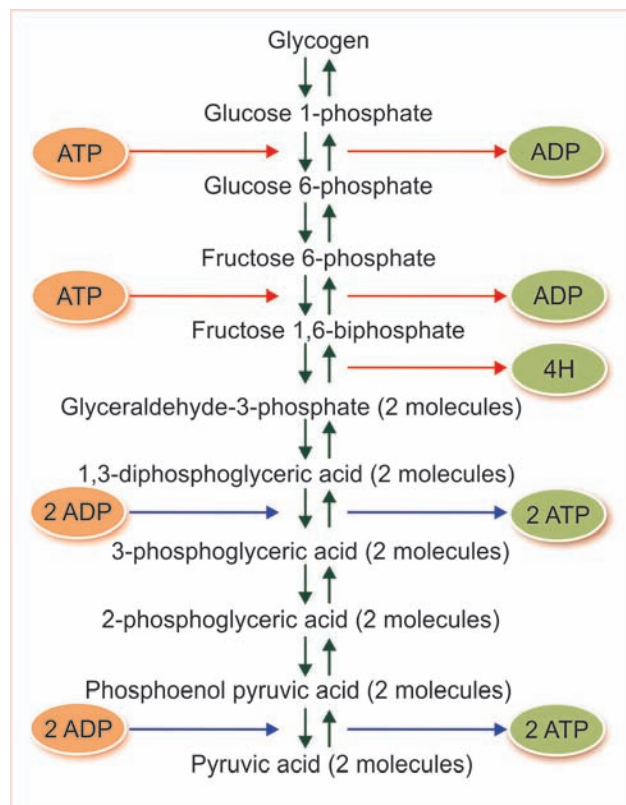 Glycogen
Glucose 1-phosphate
ATP ADP
Glucose 6-phosphate
Fructose 6-phosphate
ATP ADP
Fructose 1,6-biphosphate
4H
Glyceraldehyde-3-phosphate (2 molecules)
1,3-diphosphoglyceric acid (2 molecules)
2 ADP 2 ATP
3-phosphoglyceric acid (2 molecules)
2-phosphoglyceric acid (2 molecules)
Phosphoenol pyruvic acid (2 molecules)
2 ADP 2 ATP
Pyruvic acid (2 molecules)